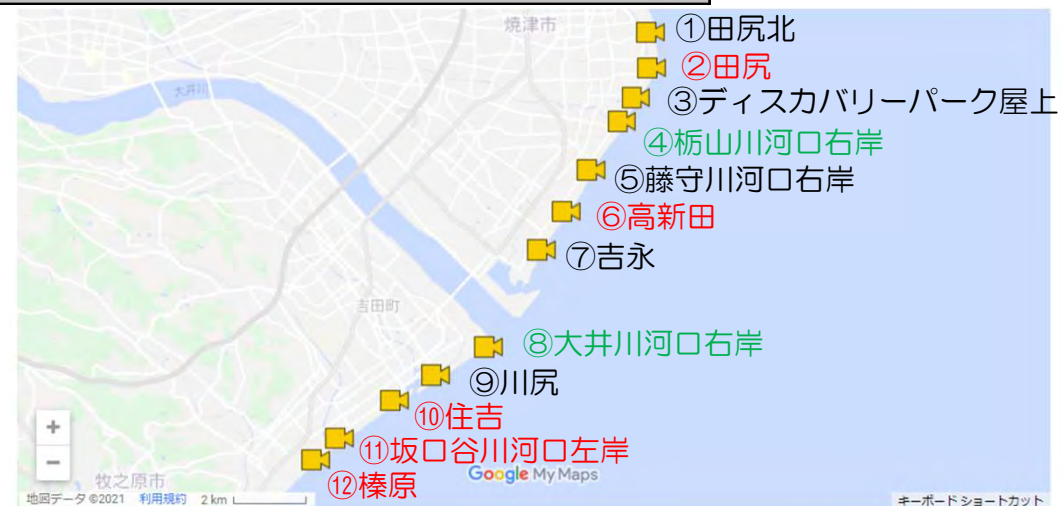 焼津市
①田尻北
②田尻
大井川
③ディスカバリーパーク屋上
④栃山川河口右岸
⑤藤守川河口右岸
⑥高新田
⑦吉永
吉田町
⑧大井川河口右岸
⑨川尻
⑩住吉
⑪坂口谷川河口左岸
⑫榛原
牧之原市
Google My Maps
地図データ ©2021 利用規約 2 km
キーボード ショートカット